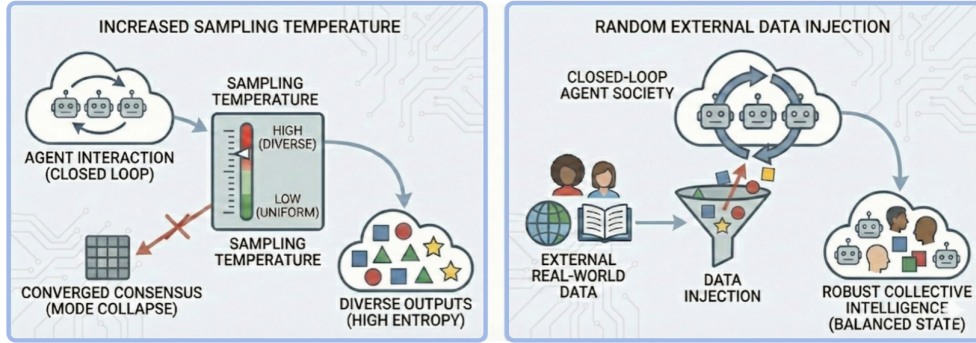 INCREASED SAMPLING TEMPERATURE
AGENT INTERACTION
(CLOSED LOOP)
SAMPLING
TEMPERATURE
HIGH
(DIVERSE)
LOW
(UNIFORM)
SAMPLING
TEMPERATURE
CONVERGED CONSENSUS
(MODE COLLAPSE)
DIVERSE OUTPUTS
(HIGH ENTROPY)
RANDOM EXTERNAL DATA INJECTION
CLOSED-LOOP
AGENT SOCIETY
EXTERNAL
REAL-WORLD
DATA
DATA
INJECTION
ROBUST COLLECTIVE
INTELLIGENCE
(BALANCED STATE)